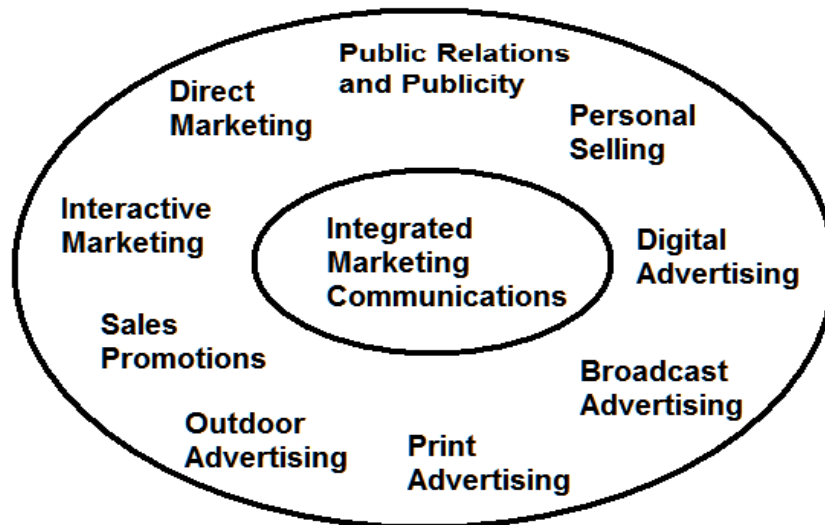 Public Relations
and Publicity
Direct
Marketing
Personal
Selling
Interactive
Marketing
Integrated
Marketing
Communications
Digital
Advertising
Sales
Promotions
Broadcast
Advertising
Outdoor
Advertising
Print
Advertising